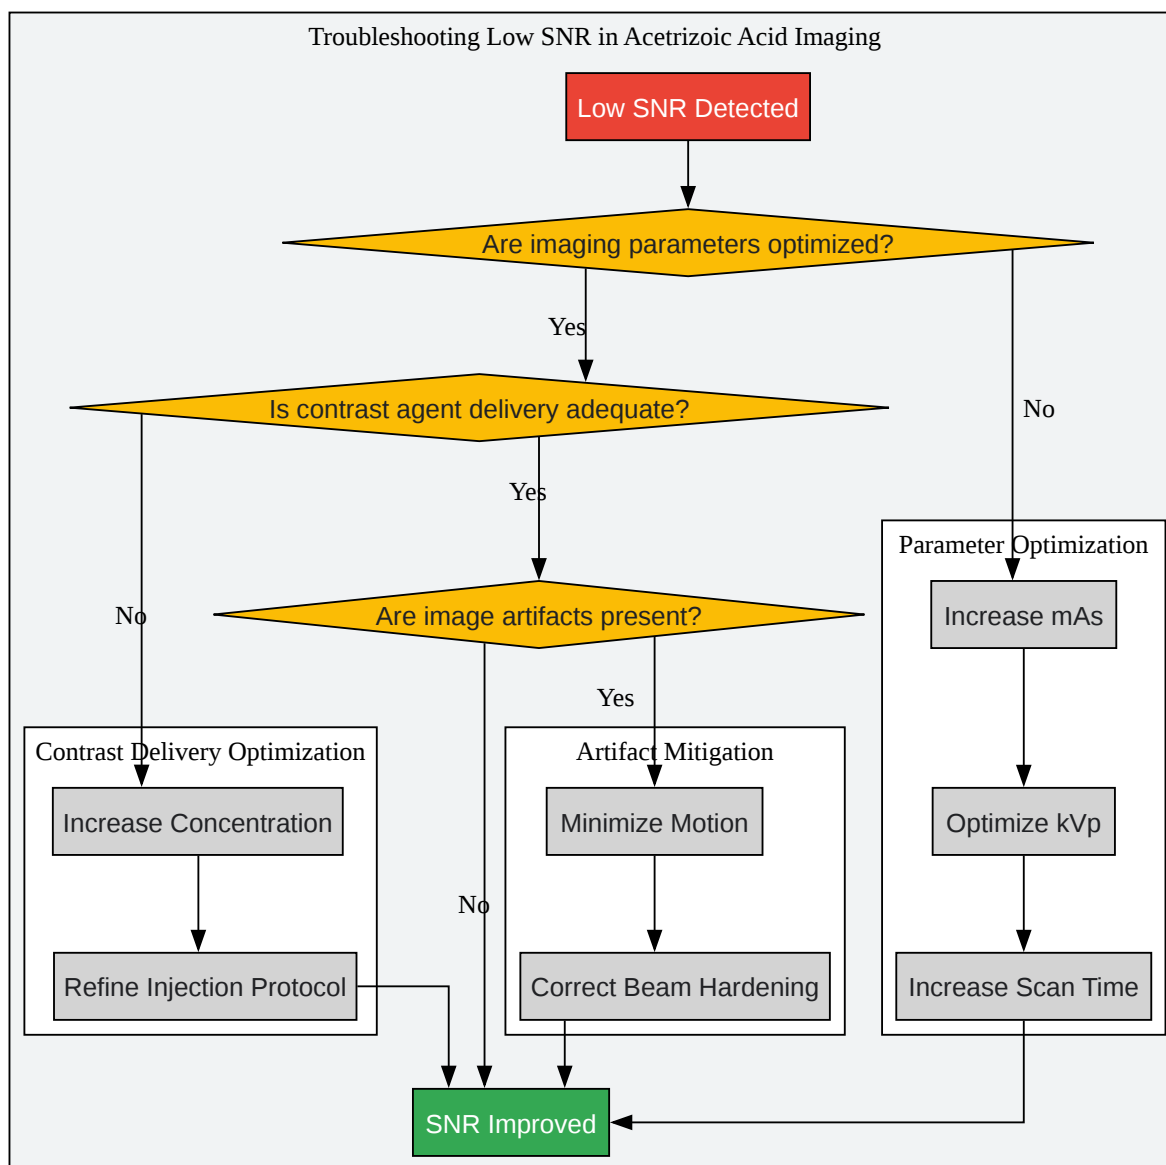 Troubleshooting Low SNR in Acetrizoic Acid Imaging
Low SNR Detected
Are imaging parameters optimized?
Yes
Is contrast agent delivery adequate?
No
Yes
Parameter Optimization
Increase mAs
No
Are image artifacts present?
Yes
Contrast Delivery Optimization
Artifact Mitigation
Increase Concentration
Minimize Motion
Optimize kVp
No
Refine Injection Protocol
Correct Beam Hardening
Increase Scan Time
SNR Improved